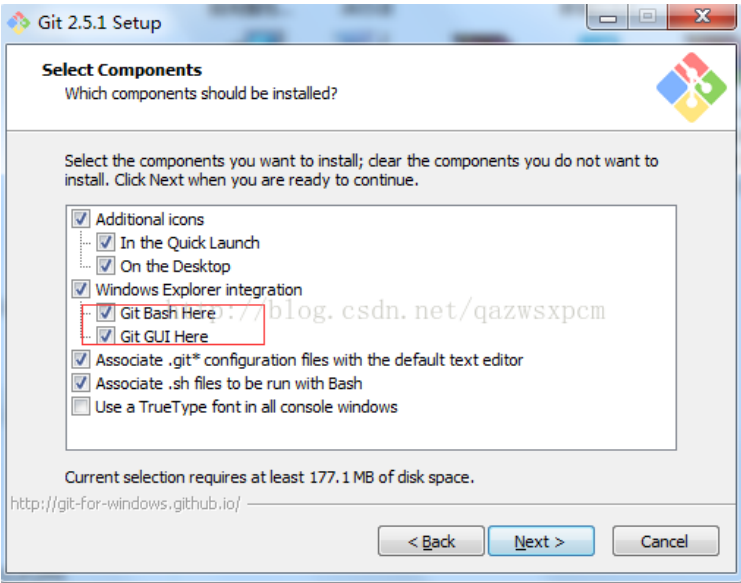 Git 2.5.1 Setup
Select Components
Which components should be installed?
Select the components you want to install; clear the components you do not want to
install. Click Next when you are ready to continue.
Additional icons
In the Quick Launch
On the Desktop
Windows Explorer integration
Git Bash Here
http://blog.csdn.net/qazwsxpcm
Git GUI Here
Associate .git* configuration files with the default text editor
Associate .sh files to be run with Bash
Use a TrueType font in all console windows
Current selection requires at least 177.1 MB of disk space.
http://git-for-windows.github.io/
< Back
Next >
Cancel